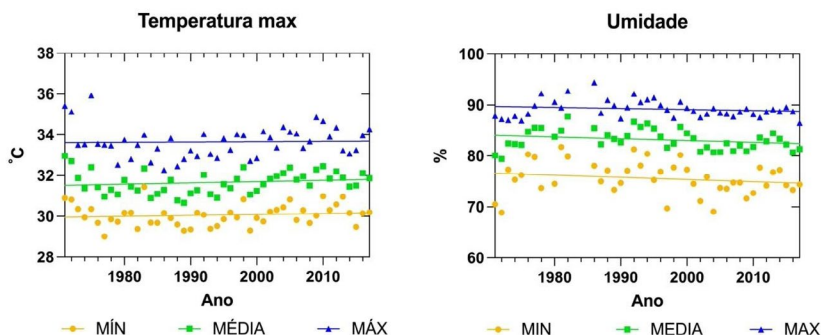 Temperatura max
38
36
34
32
30
28
°C
1980
1990
2000
2010
Ano
MÍN
MÉDIA
MÁX
Umidade
100
90
80
70
60
%
1980
1990
2000
2010
Ano
MIN
MEDIA
MAX